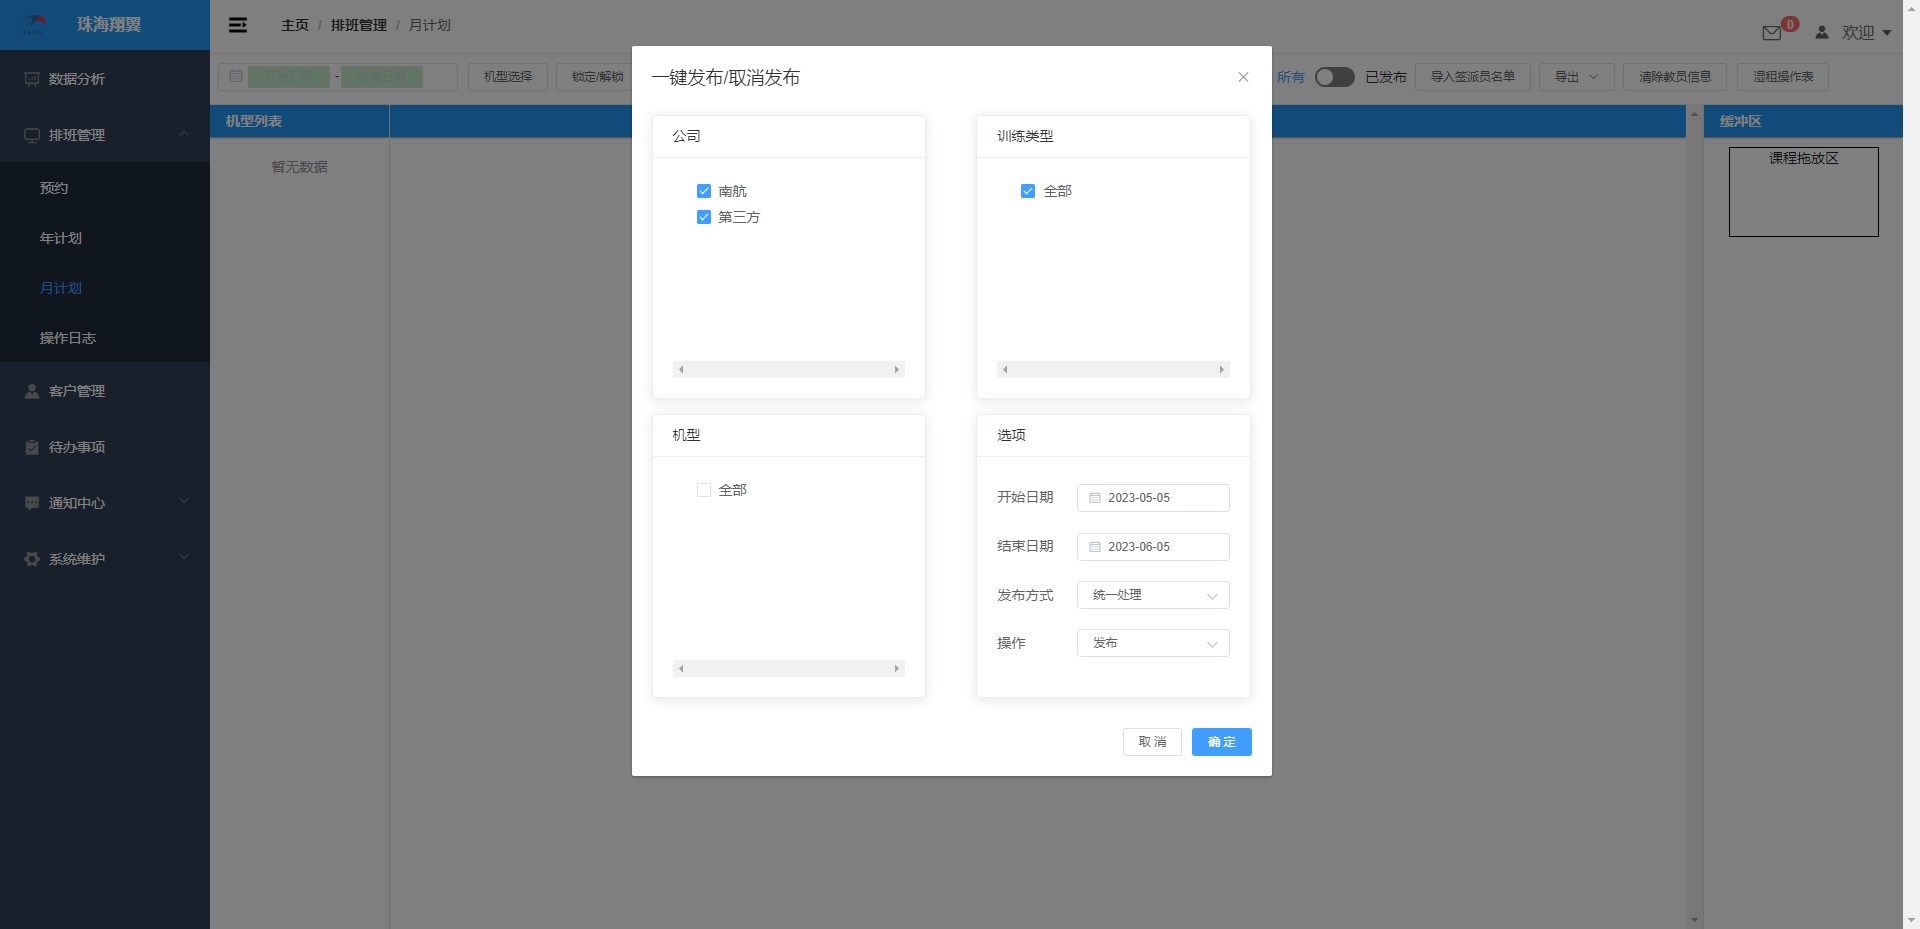 珠海翔翼
主页 / 排班管理 / 月计划
0
欢迎
数据分析
排班管理
预约
年计划
月计划
操作日志
客户管理
待办事项
通知中心
系统维护
开始日期 - 结束日期
机型选择
锁定/解锁
所有
已发布
导入签派员名单
导出
清除教员信息
湿租操作表
机型列表
暂无数据
缓冲区
课程拖放区
一键发布/取消发布
公司
南航
第三方
训练类型
全部
机型
全部
选项
开始日期 2023-05-05
结束日期 2023-06-05
发布方式 统一处理
操作 发布
取 消
确 定